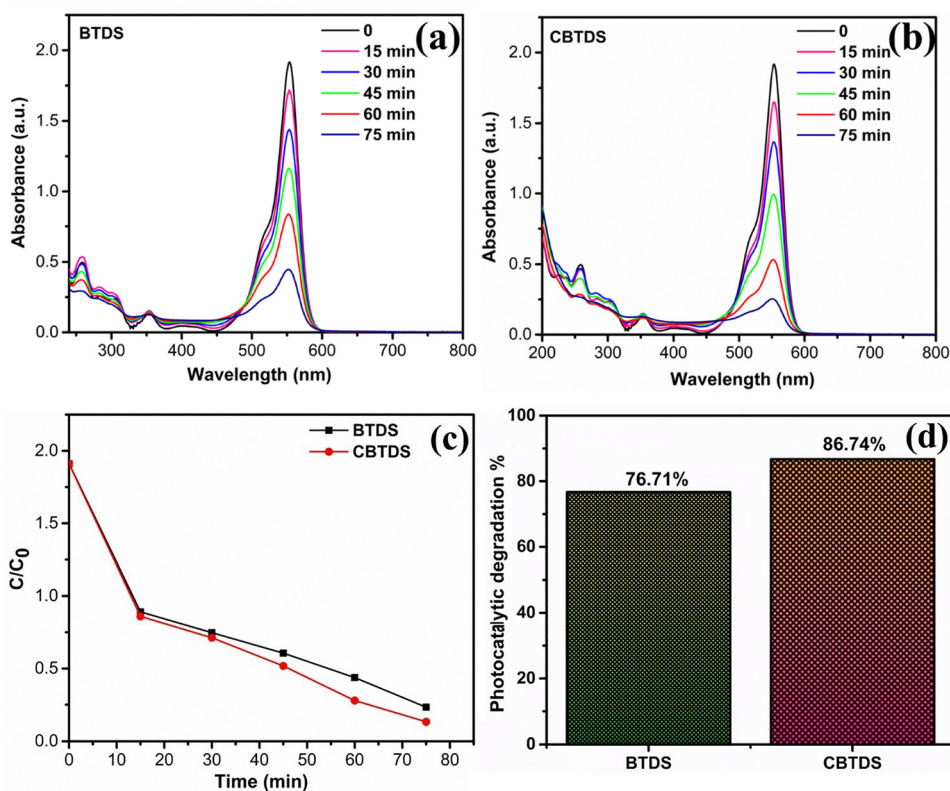 BTDS
(a)
0
15 min
30 min
45 min
60 min
75 min
2.0
1.5
1.0
0.5
0.0
Absorbance (a.u.)
300 400 500 600 700 800
Wavelength (nm)
CBTDS
(b)
0
15 min
30 min
45 min
60 min
75 min
2.0
1.5
1.0
0.5
0.0
Absorbance (a.u.)
200 300 400 500 600 700 800
Wavelength (nm)
(c)
BTDS
CBTDS
2.0
1.5
1.0
0.5
0.0
C/C₀
0 10 20 30 40 50 60 70 80
Time (min)
(d)
100
80
60
40
20
0
Photocatalytic degradation %
76.71%
86.74%
BTDS CBTDS